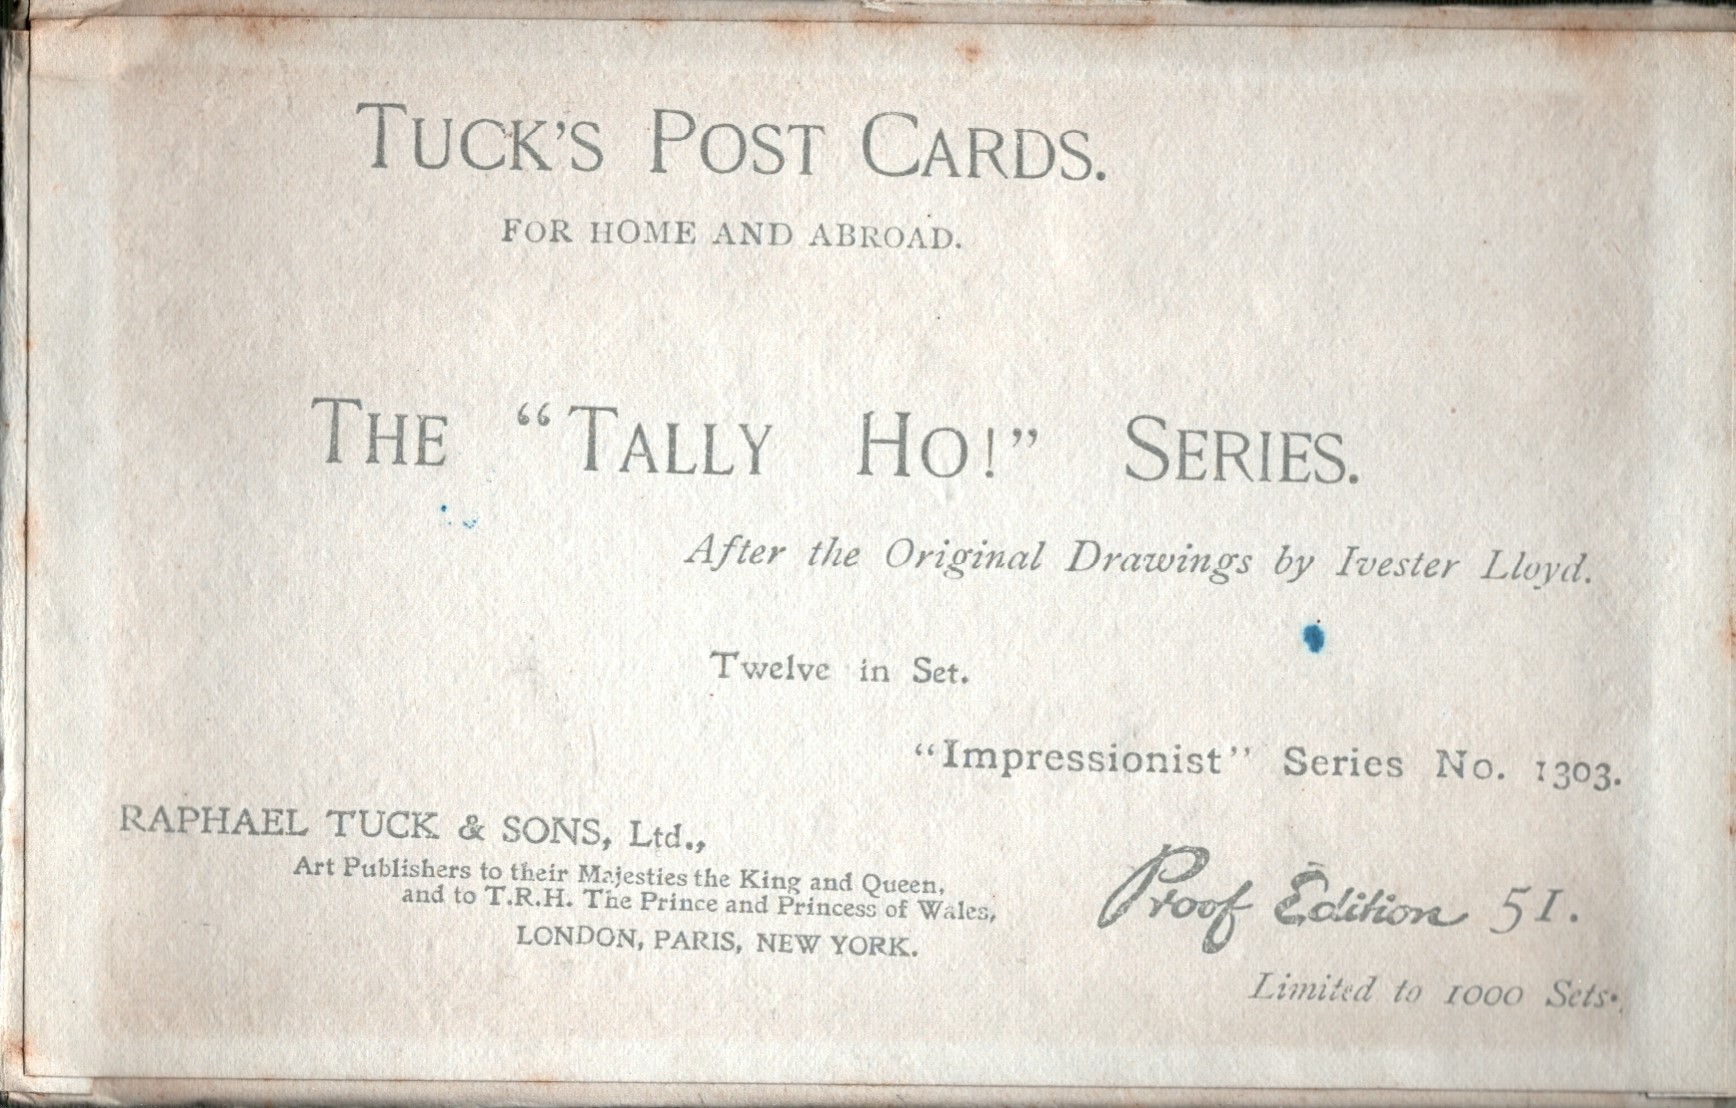 TUCK'S POST CARDS.
FOR HOME AND ABROAD.
THE “TALLY HO!” SERIES.
After the Original Drawings by Ivester Lloyd.
Twelve in Set.
“Impressionist” Series No. 1303.
RAPHAEL TUCK & SONS, Ltd.,
Art Publishers to their Majesties the King and Queen,
and to T.R.H. The Prince and Princess of Wales,
LONDON, PARIS, NEW YORK.
Proof Edition 51.
Limited to 1000 Sets.